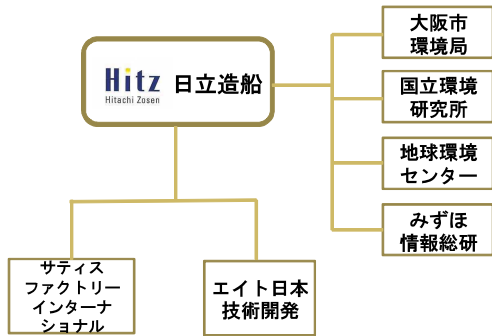 Hitz 日立造船
Hitachi Zosen
大阪市
環境局
国立環境
研究所
地球環境
センター
みずほ
情報総研
サティス
ファクトリー
インターナ
ショナル
エイト日本
技術開発